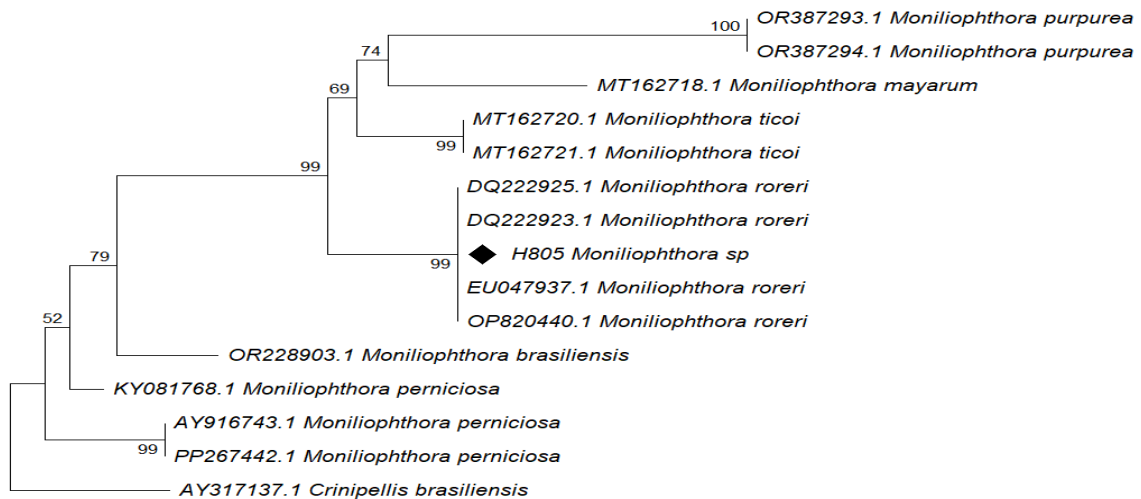 OR387293.1 Moniliophthora purpurea
100
OR387294.1 Moniliophthora purpurea
74
MT162718.1 Moniliophthora mayarum
69
MT162720.1 Moniliophthora ticoi
99
MT162721.1 Moniliophthora ticoi
99
DQ222925.1 Moniliophthora roreri
DQ222923.1 Moniliophthora roreri
H805 Moniliophthora sp
99
EU047937.1 Moniliophthora roreri
OP820440.1 Moniliophthora roreri
79
OR228903.1 Moniliophthora brasiliensis
52
KY081768.1 Moniliophthora perniciosa
AY916743.1 Moniliophthora perniciosa
99
PP267442.1 Moniliophthora perniciosa
AY317137.1 Crinipellis brasiliensis